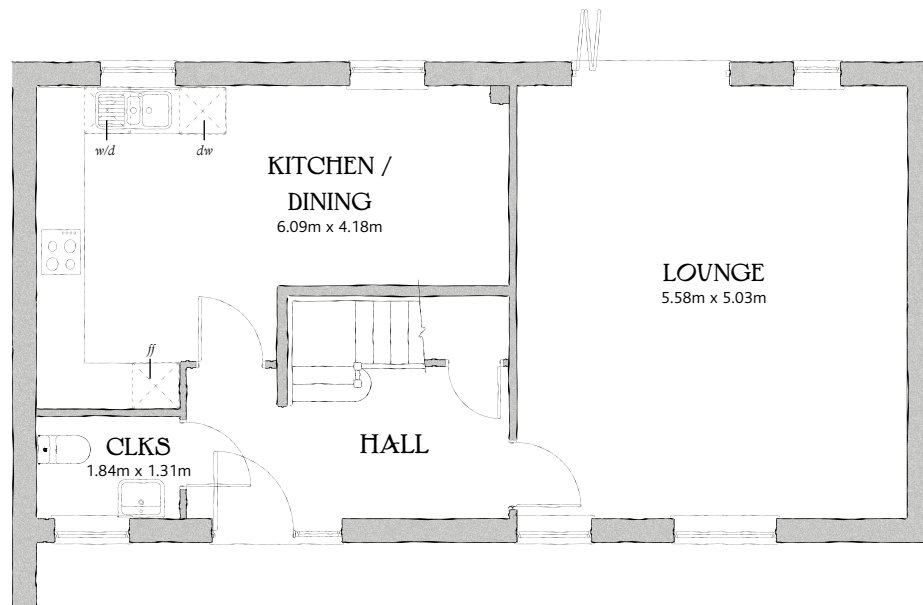 w/d
dw
KITCHEN /
DINING
6.09m x 4.18m
LOUNGE
5.58m x 5.03m
ff
CLKS
1.84m x 1.31m
HALL